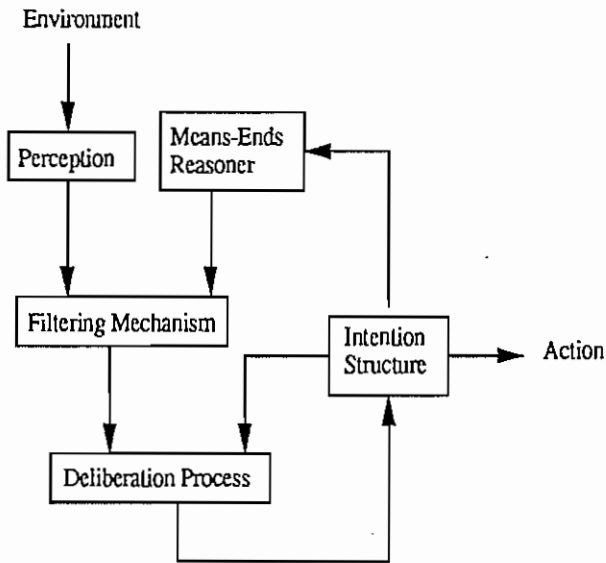 Environment
Perception
Means-Ends
Reasoner
Filtering Mechanism
Intention
Structure
Action
Deliberation Process